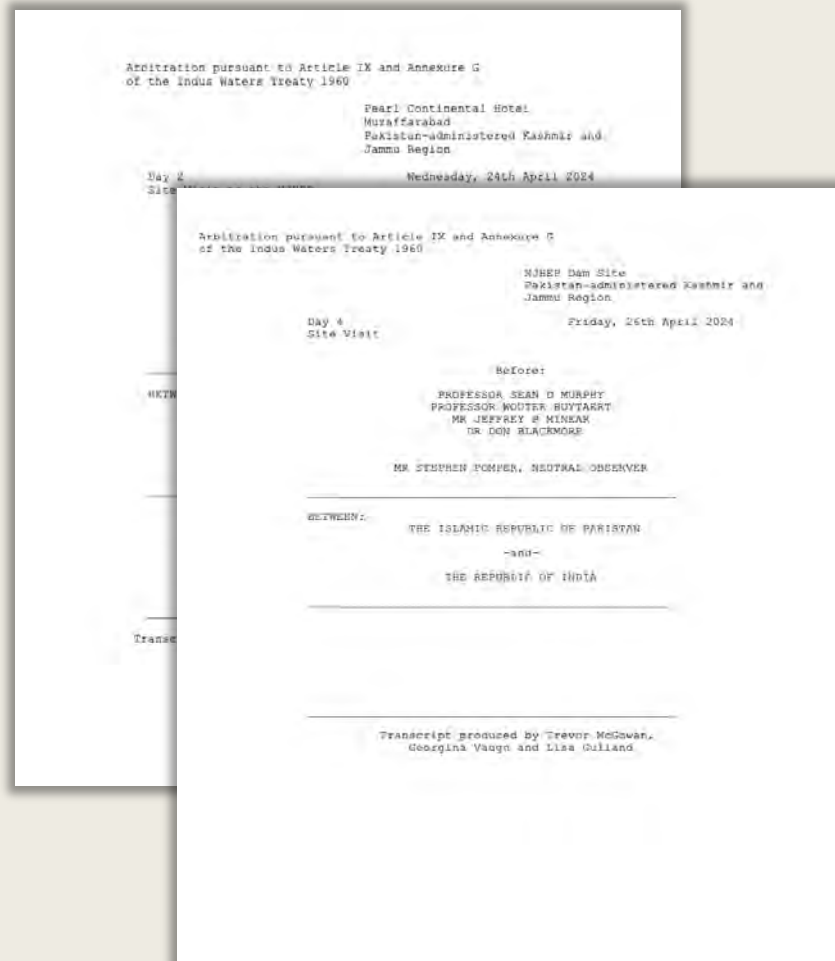 Arbitration pursuant to Article IX and Annexure G
of the Indus Waters Treaty 1960
Pearl Continental Hotel
Muzaffarabad
Pakistan-administered Kashmir and
Jammu Region
Day 2 Wednesday, 24th April 2024
Site
BETW
Transc
Arbitration pursuant to Article IX and Annexure G
of the Indus Waters Treaty 1960
NJHEP Dam Site
Pakistan-administered Kashmir and
Jammu Region
Day 4 Friday, 26th April 2024
Site Visit
Before:
PROFESSOR SEAN D MURPHY
PROFESSOR WOUTER BUYTAERT
MR JEFFREY P MINEAR
DR DON BLACKMORE
MR STEPHEN POMPER, NEUTRAL OBSERVER
BETWEEN:
THE ISLAMIC REPUBLIC OF PAKISTAN
-and-
THE REPUBLIC OF INDIA
Transcript produced by Trevor McGowan,
Georgina Vaugn and Lisa Gulland